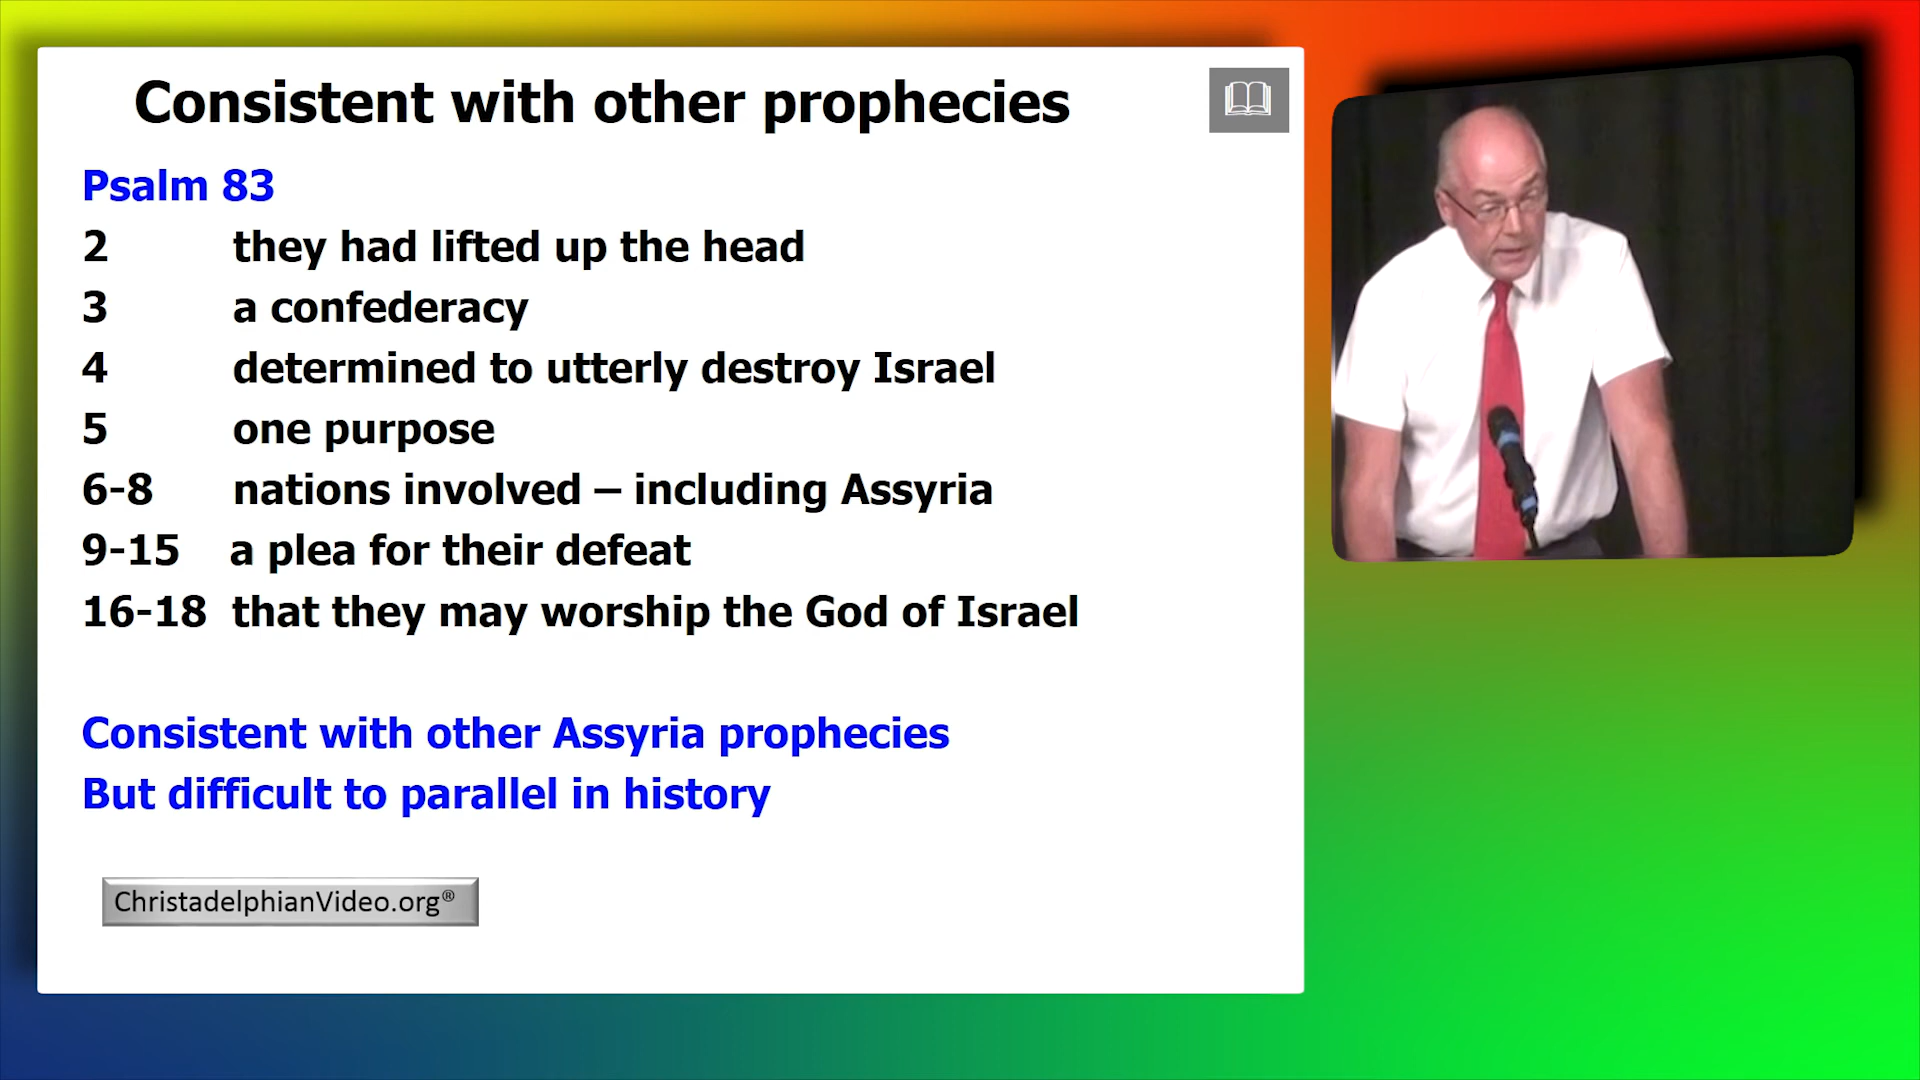 Consistent with other prophecies
Psalm 83
2 they had lifted up the head
3 a confederacy
4 determined to utterly destroy Israel
5 one purpose
6-8 nations involved – including Assyria
9-15 a plea for their defeat
16-18 that they may worship the God of Israel
Consistent with other Assyria prophecies
But difficult to parallel in history
ChristadelphianVideo.org®